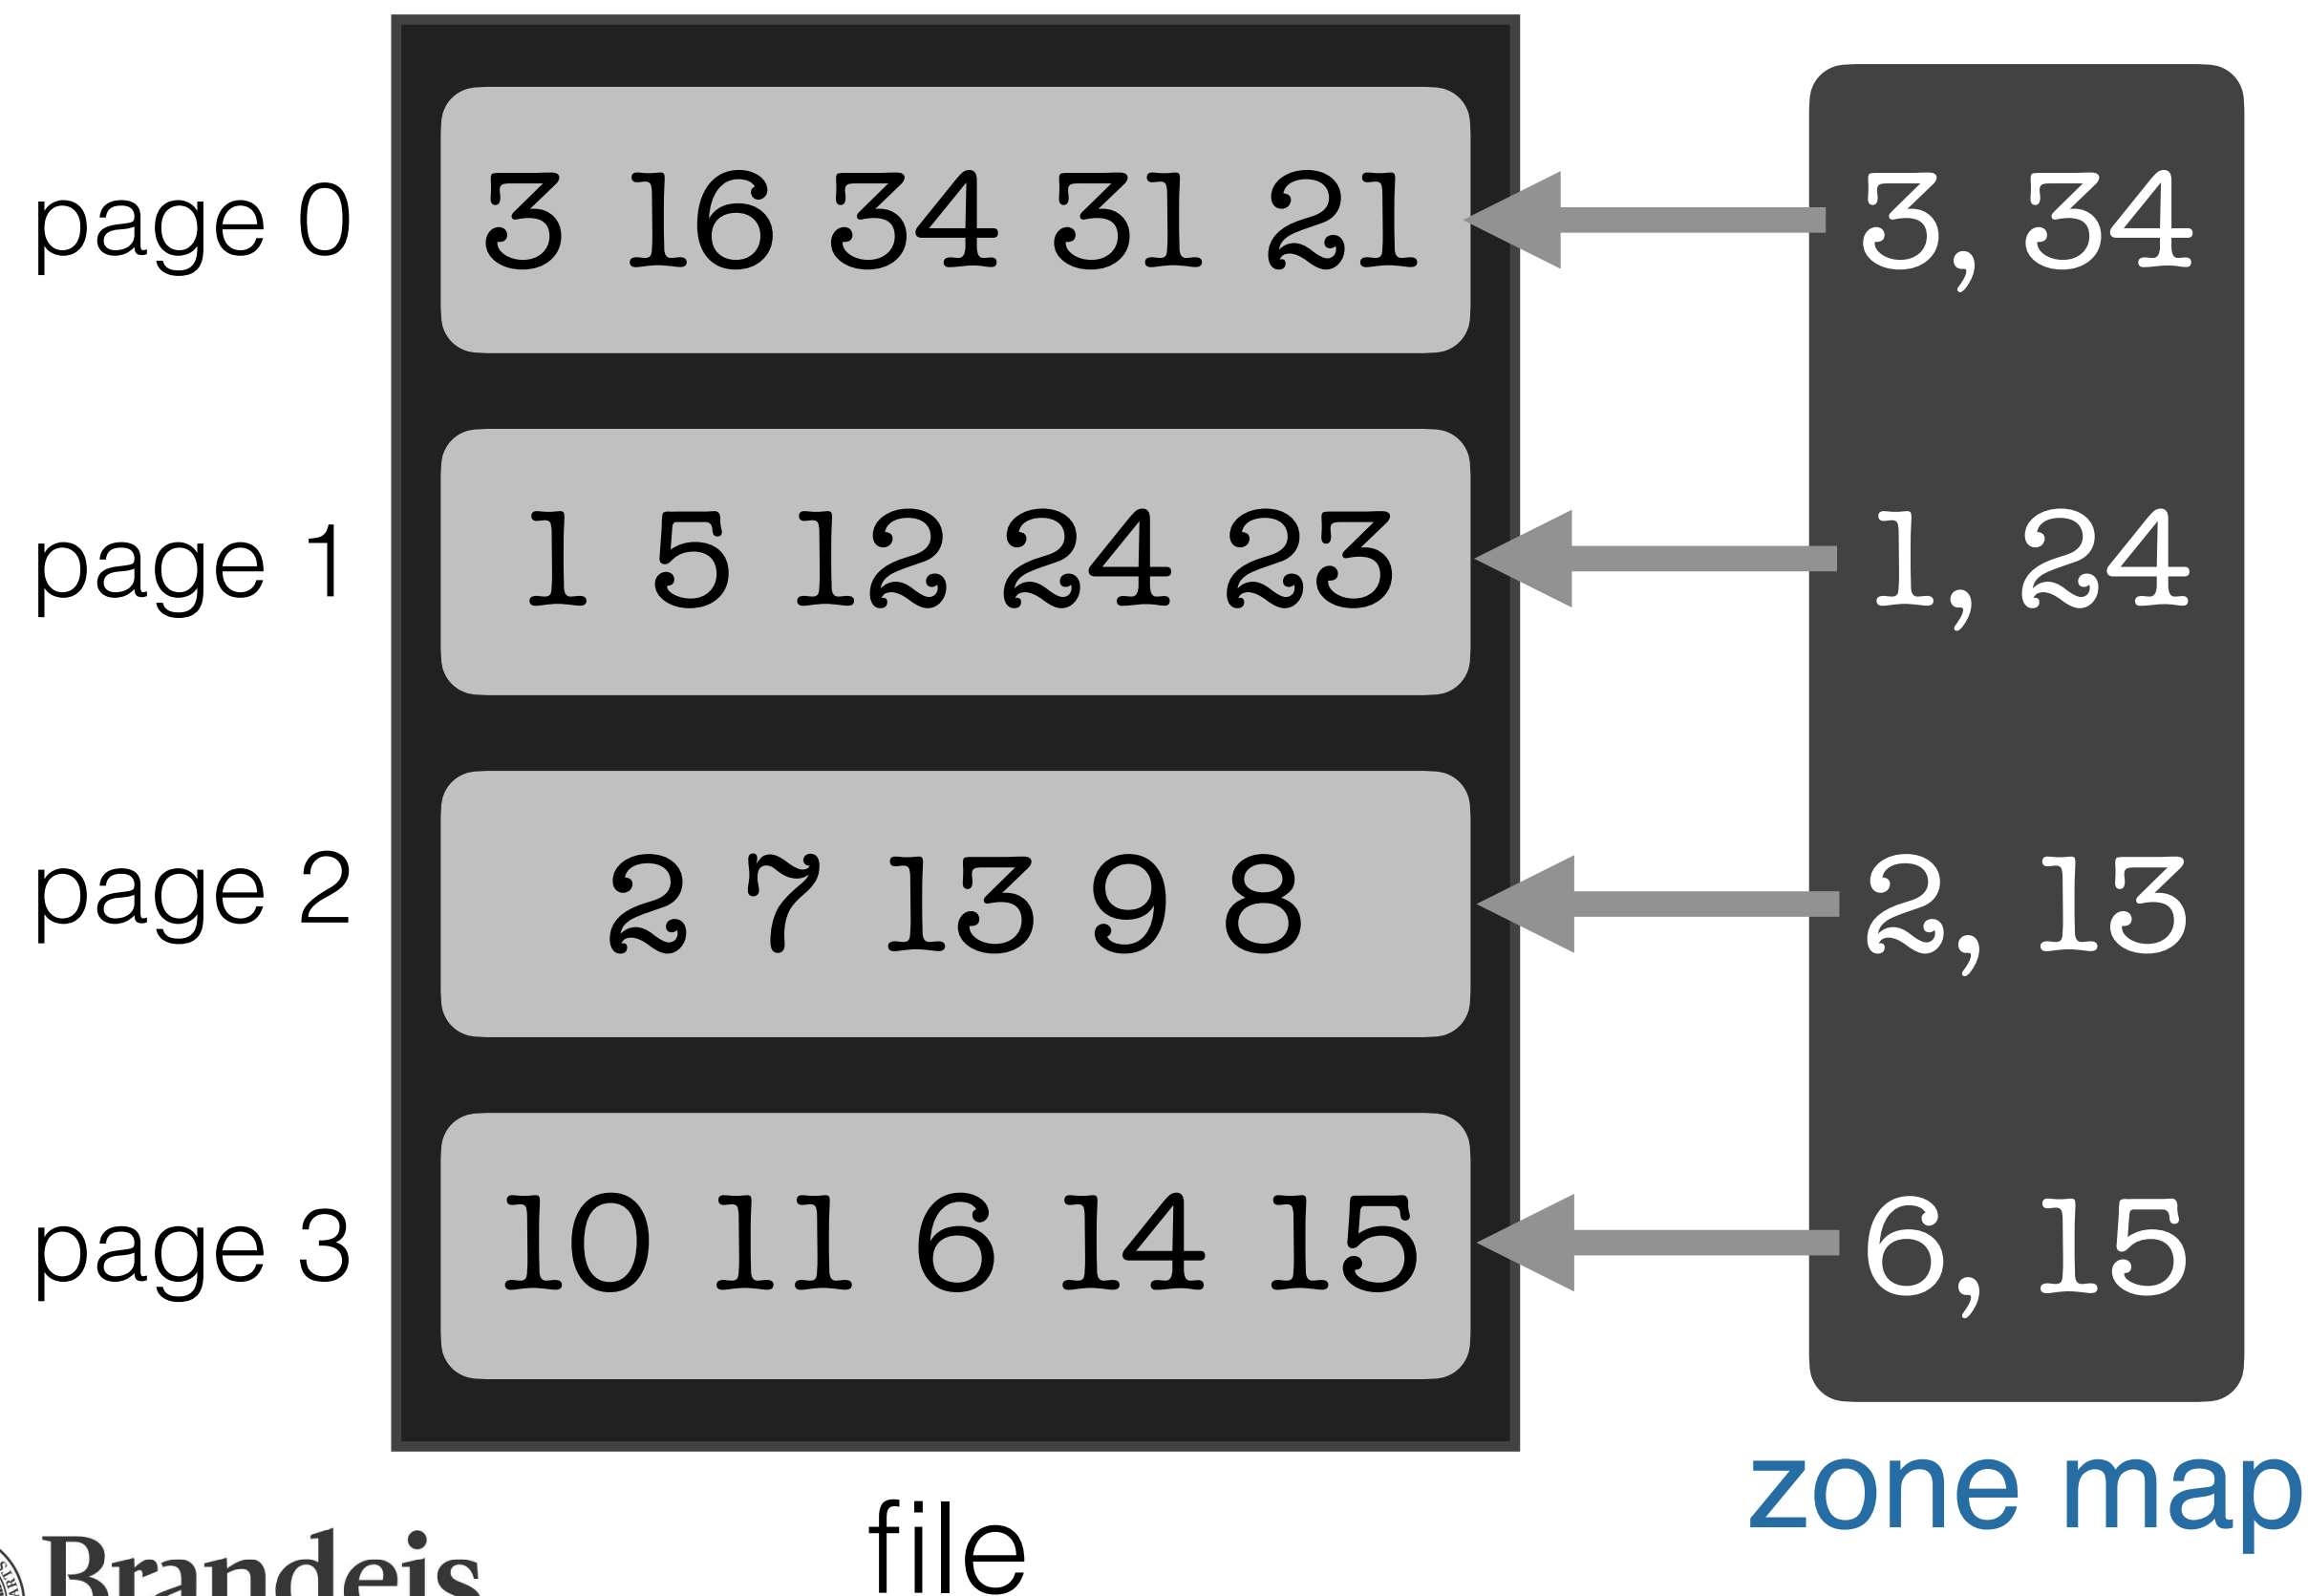 page 0 3 16 34 31 21 3, 34
page 1 1 5 12 24 23 1, 24
page 2 2 7 13 9 8 2, 13
page 3 10 11 6 14 15 6, 15
zone map
file
Brandeis